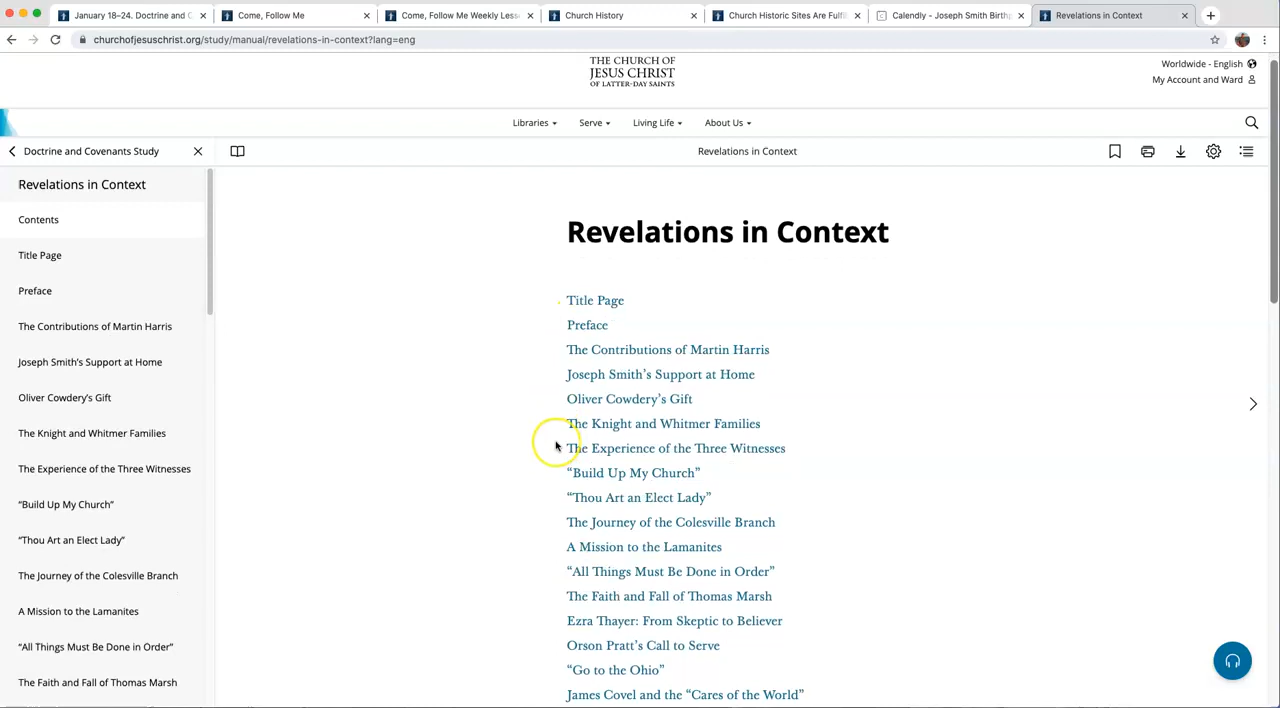 January 18–24. Doctrine and C
Come, Follow Me
Come, Follow Me Weekly Less
Church History
Church Historic Sites Are Fulfi
Calendly - Joseph Smith Birthp
Revelations in Context
churchofjesuschrist.org/study/manual/revelations-in-context?lang=eng
THE CHURCH OF
JESUS CHRIST
OF LATTER-DAY SAINTS
Worldwide - English
My Account and Ward
Libraries
Serve
Living Life
About Us
Doctrine and Covenants Study
Revelations in Context
Revelations in Context
Contents
Title Page
Preface
The Contributions of Martin Harris
Joseph Smith’s Support at Home
Oliver Cowdery’s Gift
The Knight and Whitmer Families
The Experience of the Three Witnesses
“Build Up My Church”
“Thou Art an Elect Lady”
The Journey of the Colesville Branch
A Mission to the Lamanites
“All Things Must Be Done in Order”
The Faith and Fall of Thomas Marsh
Revelations in Context
Title Page
Preface
The Contributions of Martin Harris
Joseph Smith’s Support at Home
Oliver Cowdery’s Gift
The Knight and Whitmer Families
The Experience of the Three Witnesses
“Build Up My Church”
“Thou Art an Elect Lady”
The Journey of the Colesville Branch
A Mission to the Lamanites
“All Things Must Be Done in Order”
The Faith and Fall of Thomas Marsh
Ezra Thayer: From Skeptic to Believer
Orson Pratt’s Call to Serve
“Go to the Ohio”
James Covel and the “Cares of the World”